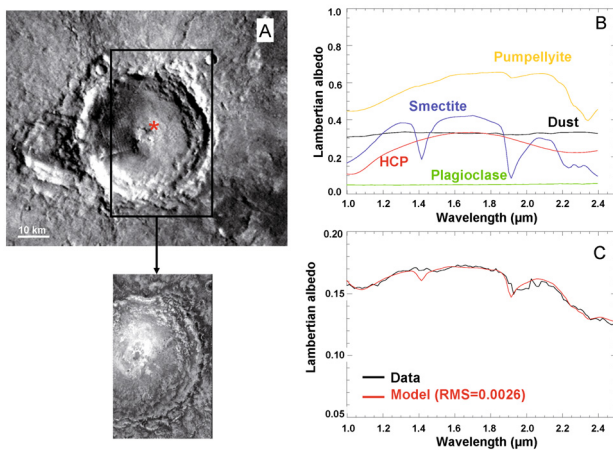 A
10 km
B
Lambertian albedo
1.0
0.8
0.6
0.4
0.2
0.0
Pumpellyite
Smectite
Dust
HCP
Plagioclase
1.0 1.2 1.4 1.6 1.8 2.0 2.2 2.4
Wavelength (μm)
C
Lambertian albedo
0.20
0.15
0.10
0.05
Data
Model (RMS=0.0026)
1.0 1.2 1.4 1.6 1.8 2.0 2.2 2.4
Wavelength (μm)